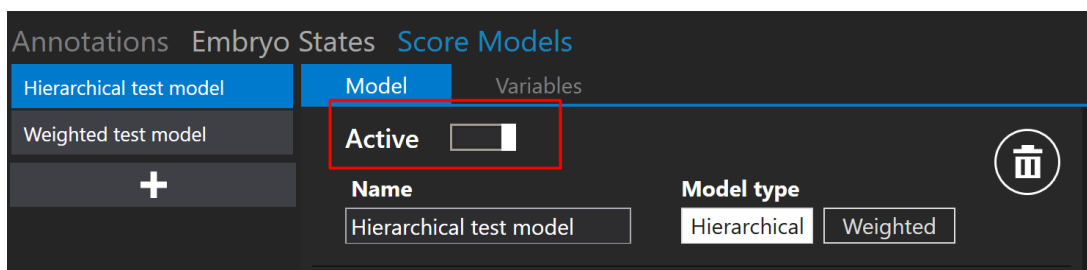 Annotations Embryo States Score Models
Hierarchical test model
Weighted test model
Model Variables
Active
Name
Hierarchical test model
Model type
Hierarchical Weighted